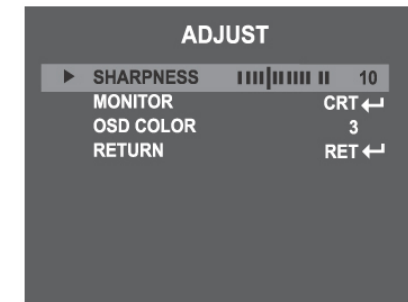 ADJUST
SHARPNESS 10
MONITOR CRT
OSD COLOR 3
RETURN RET